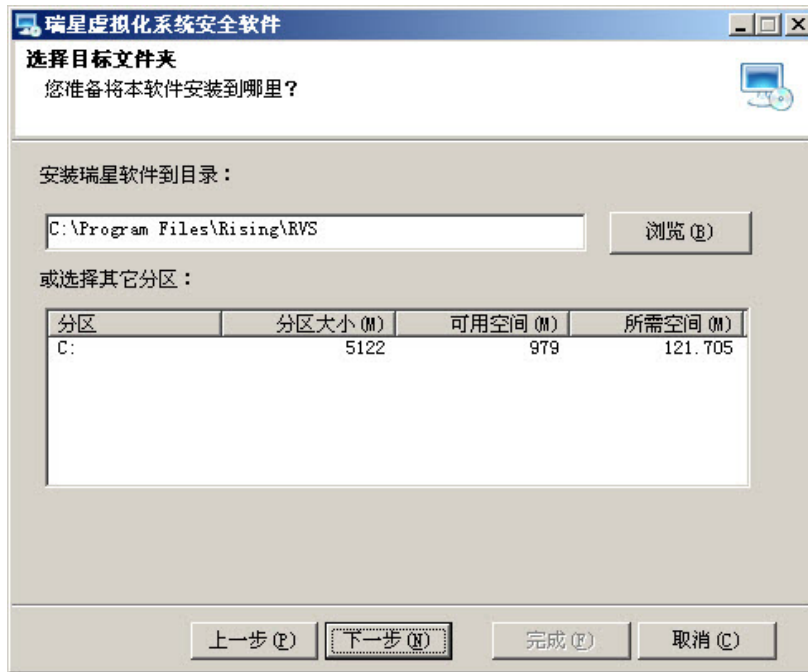 瑞星虚拟化系统安全软件
选择目标文件夹
您准备将本软件安装到哪里？
安装瑞星软件到目录：
C:\Program Files\Rising\RVS
浏览(B)
或选择其它分区：
分区 分区大小(M) 可用空间(M) 所需空间(M)
C: 5122 979 121.705
上一步(P) 下一步(N) 完成(F) 取消(C)